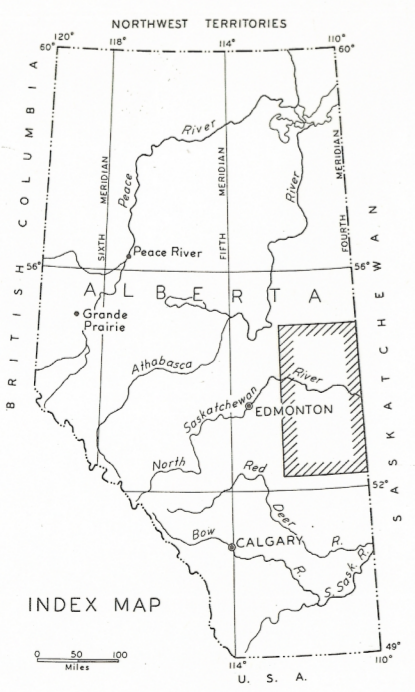 NORTHWEST TERRITORIES
120°
118°
114°
110°
60°
60°
BRITISH COLUMBIA
SIXTH MERIDIAN
FIFTH MERIDIAN
FOURTH MERIDIAN
Peace River
River
Peace River
56°
56°
ALBERTA
SASKATCHEWAN
Grande
Prairie
Athabasca
North Saskatchewan River
EDMONTON
52°
Red Deer R.
Bow R.
CALGARY
S. Sask. R.
INDEX MAP
0 50 100
Miles
49°
114°
110°
U. S. A.